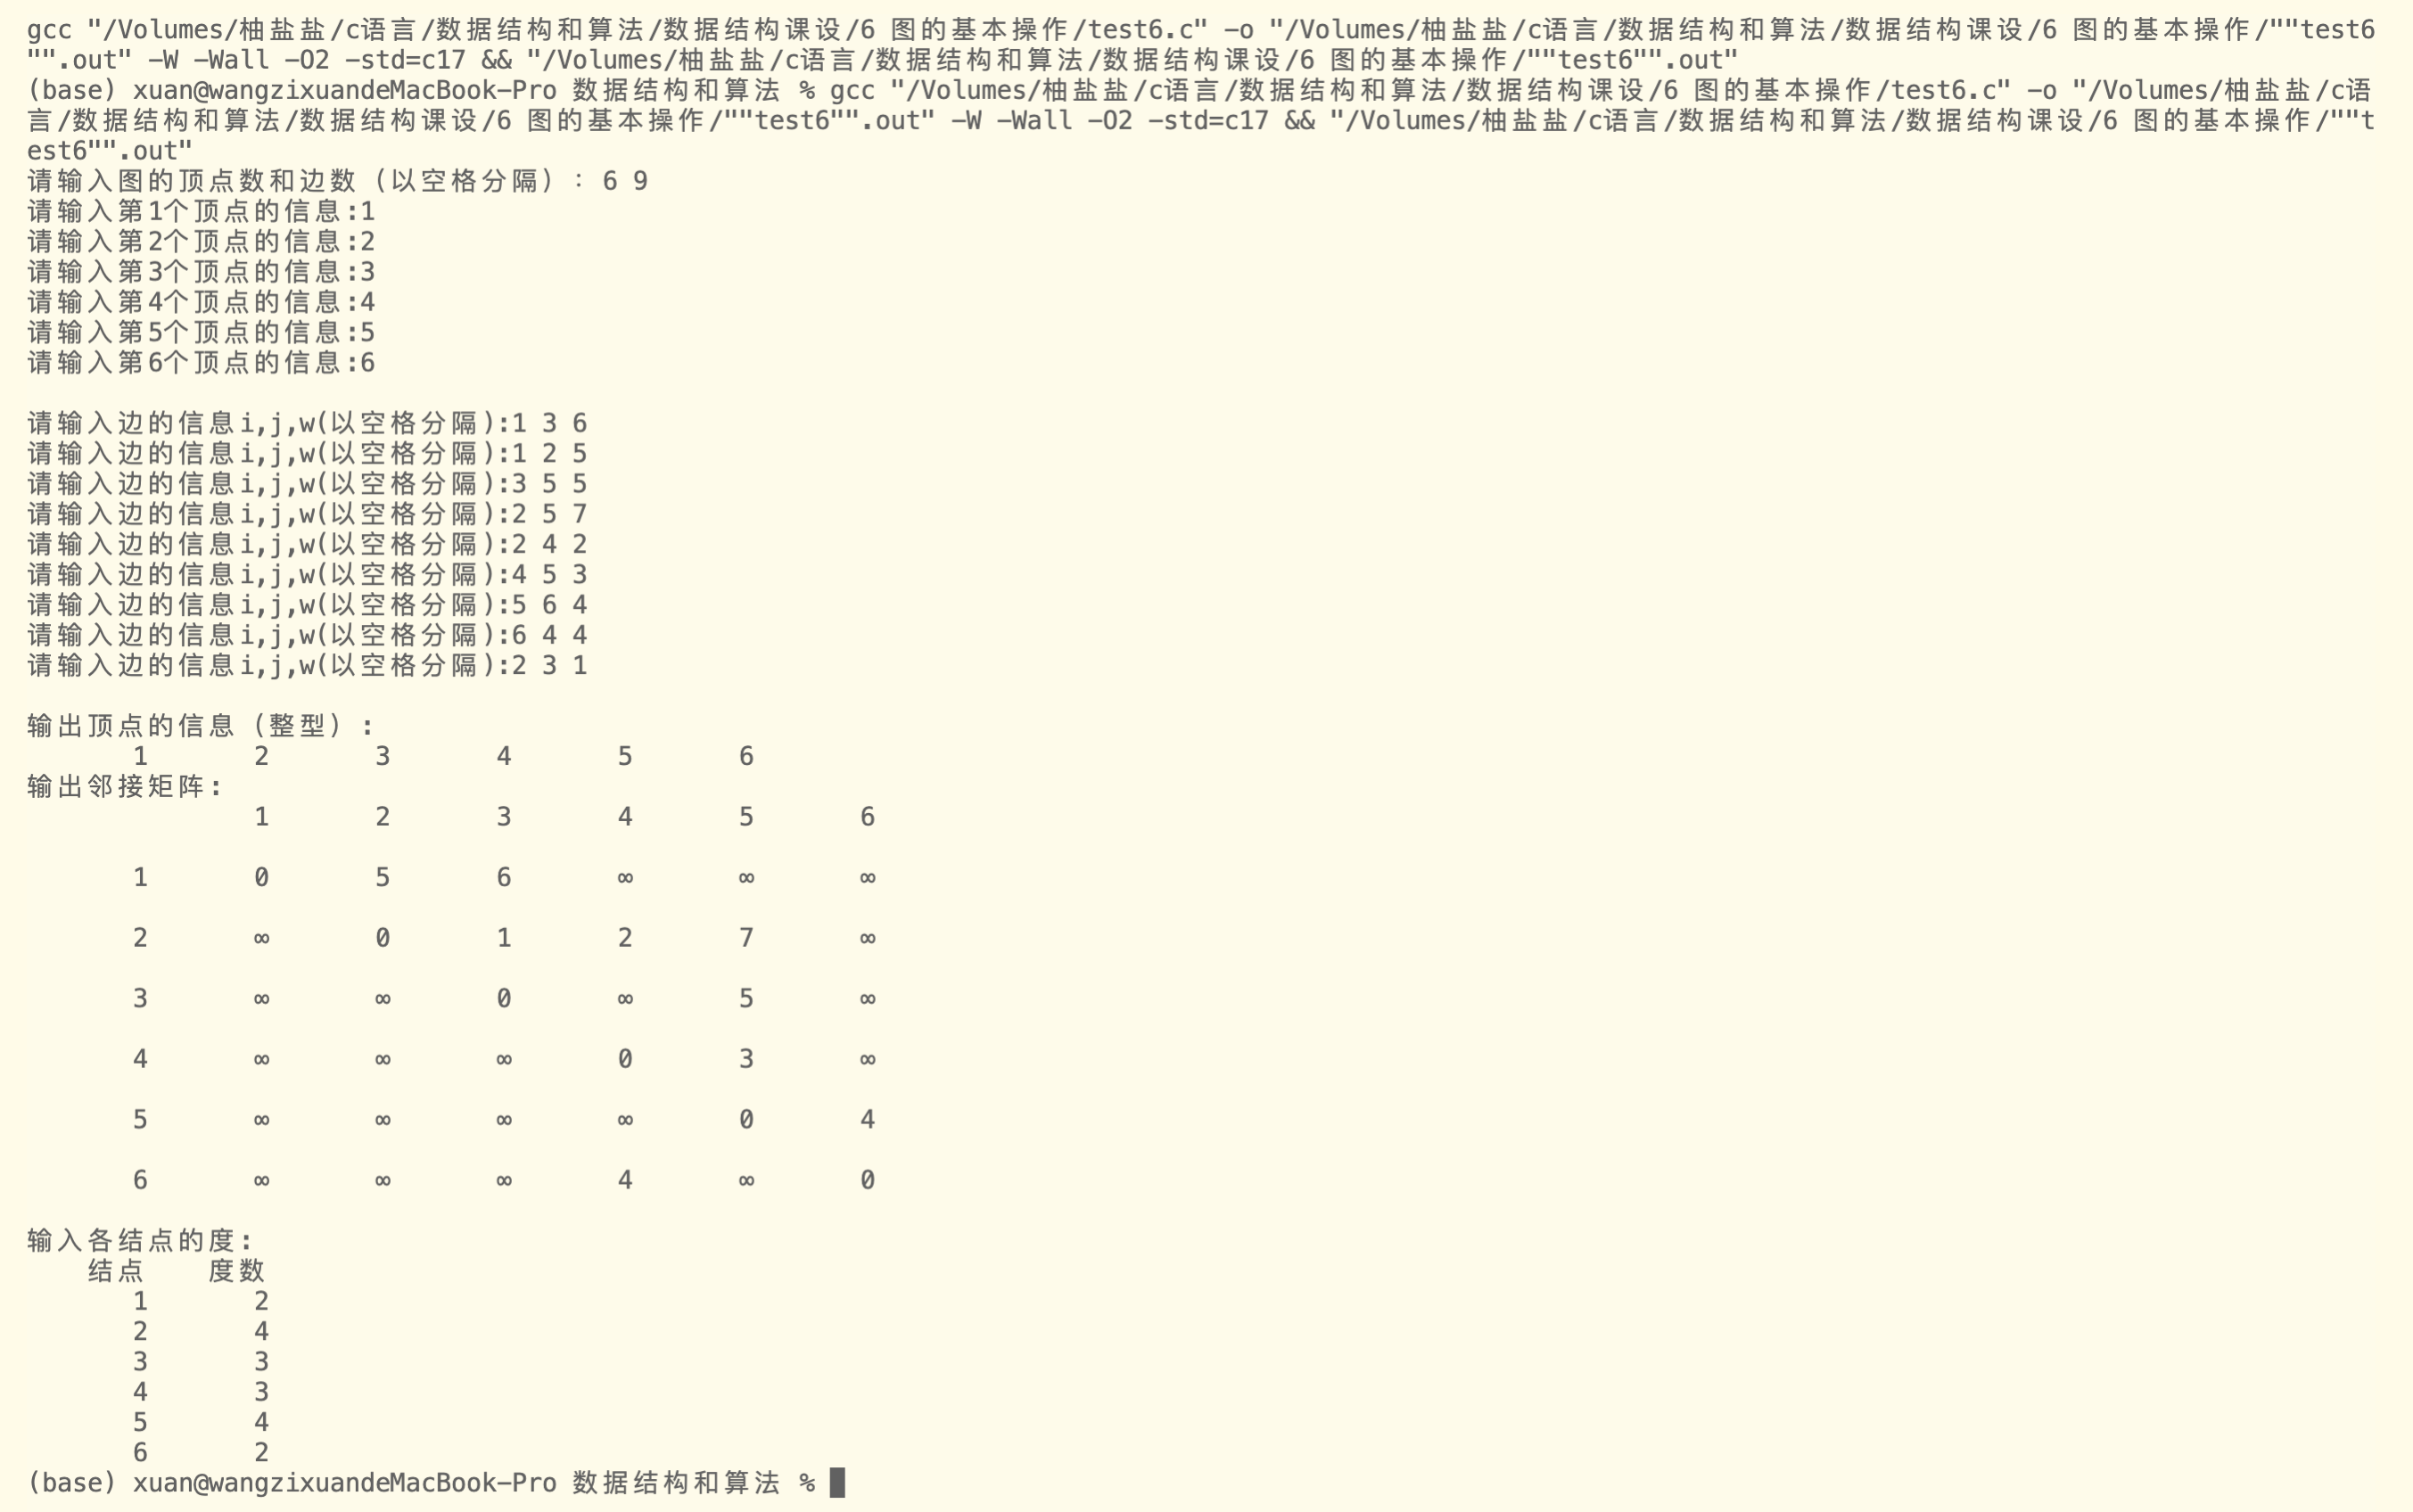 gcc "/Volumes/柚盐盐/c语言/数据结构和算法/数据结构课设/6 图的基本操作/test6.c" -o "/Volumes/柚盐盐/c语言/数据结构和算法/数据结构课设/6 图的基本操作/""test6
"".out" -W -Wall -O2 -std=c17 && "/Volumes/柚盐盐/c语言/数据结构和算法/数据结构课设/6 图的基本操作/""test6"".out"
(base) xuan@wangzixuandeMacBook-Pro 数据结构和算法 % gcc "/Volumes/柚盐盐/c语言/数据结构和算法/数据结构课设/6 图的基本操作/test6.c" -o "/Volumes/柚盐盐/c语
言/数据结构和算法/数据结构课设/6 图的基本操作/""test6"".out" -W -Wall -O2 -std=c17 && "/Volumes/柚盐盐/c语言/数据结构和算法/数据结构课设/6 图的基本操作/""t
est6"".out"
请输入图的顶点数和边数（以空格分隔）: 6 9
请输入第1个顶点的信息:1
请输入第2个顶点的信息:2
请输入第3个顶点的信息:3
请输入第4个顶点的信息:4
请输入第5个顶点的信息:5
请输入第6个顶点的信息:6
请输入边的信息i,j,w(以空格分隔):1 3 6
请输入边的信息i,j,w(以空格分隔):1 2 5
请输入边的信息i,j,w(以空格分隔):3 5 5
请输入边的信息i,j,w(以空格分隔):2 5 7
请输入边的信息i,j,w(以空格分隔):2 4 2
请输入边的信息i,j,w(以空格分隔):4 5 3
请输入边的信息i,j,w(以空格分隔):5 6 4
请输入边的信息i,j,w(以空格分隔):6 4 4
请输入边的信息i,j,w(以空格分隔):2 3 1
输出顶点的信息（整型）:
1 2 3 4 5 6
输出邻接矩阵:
1 2 3 4 5 6
1 0 5 6 ∞ ∞ ∞
2 ∞ 0 1 2 7 ∞
3 ∞ ∞ 0 ∞ 5 ∞
4 ∞ ∞ ∞ 0 3 ∞
5 ∞ ∞ ∞ ∞ 0 4
6 ∞ ∞ ∞ 4 ∞ 0
输入各结点的度:
结点 度数
1 2
2 4
3 3
4 3
5 4
6 2
(base) xuan@wangzixuandeMacBook-Pro 数据结构和算法 %